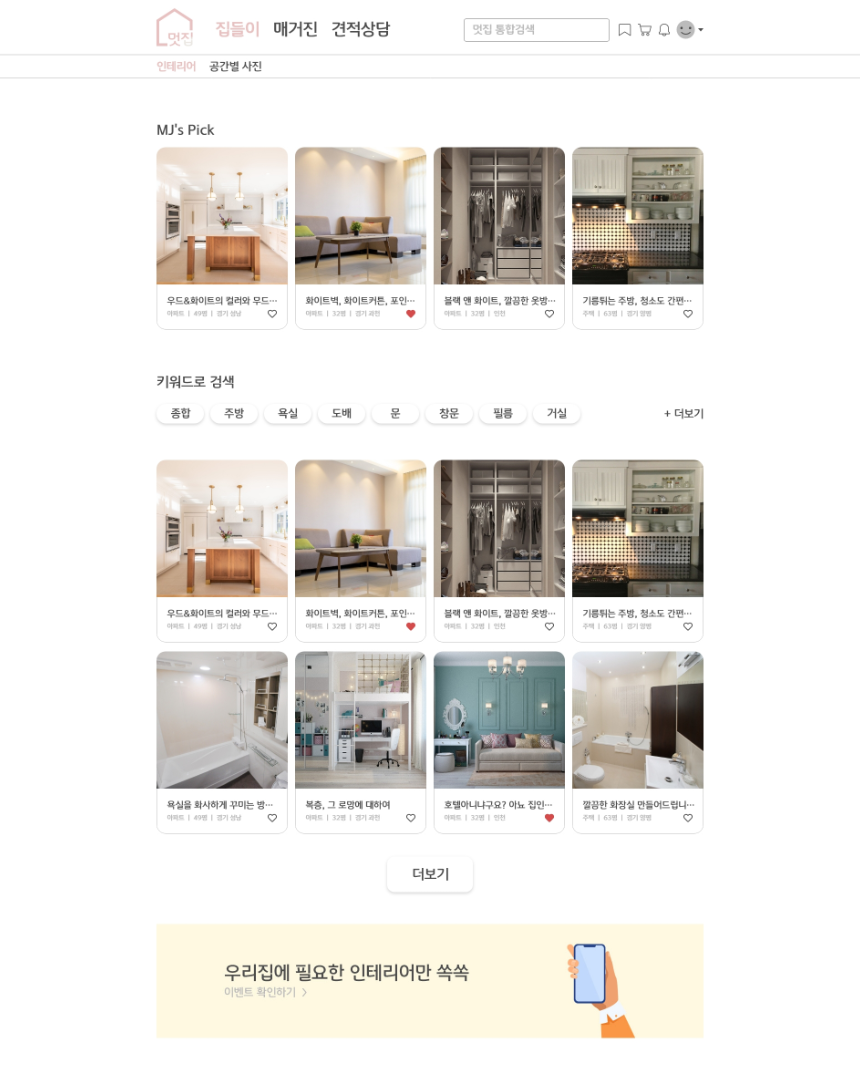 멋집
집들이 매거진 견적상담
멋집 통합검색
인테리어 공간별 사진
MJ's Pick
우드&화이트의 컬러와 무드…
아파트 | 49평 | 경기 성남
화이트벽, 화이트커튼, 포인…
아파트 | 32평 | 경기 과천
블랙 앤 화이트, 깔끔한 옷방…
아파트 | 32평 | 인천
기름튀는 주방, 청소도 간편…
주택 | 63평 | 경기 양평
키워드로 검색
종합 주방 욕실 도배 문 창문 필름 거실 + 더보기
우드&화이트의 컬러와 무드…
아파트 | 49평 | 경기 성남
화이트벽, 화이트커튼, 포인…
아파트 | 32평 | 경기 과천
블랙 앤 화이트, 깔끔한 옷방…
아파트 | 32평 | 인천
기름튀는 주방, 청소도 간편…
주택 | 63평 | 경기 양평
욕실을 화사하게 꾸미는 방…
아파트 | 49평 | 경기 성남
복층, 그 로망에 대하여
아파트 | 32평 | 경기 과천
호텔아니냐구요? 아뇨 집인…
아파트 | 32평 | 인천
깔끔한 화장실 만들어드립니…
주택 | 63평 | 경기 양평
더보기
우리집에 필요한 인테리어만 쏙쏙
이벤트 확인하기 >